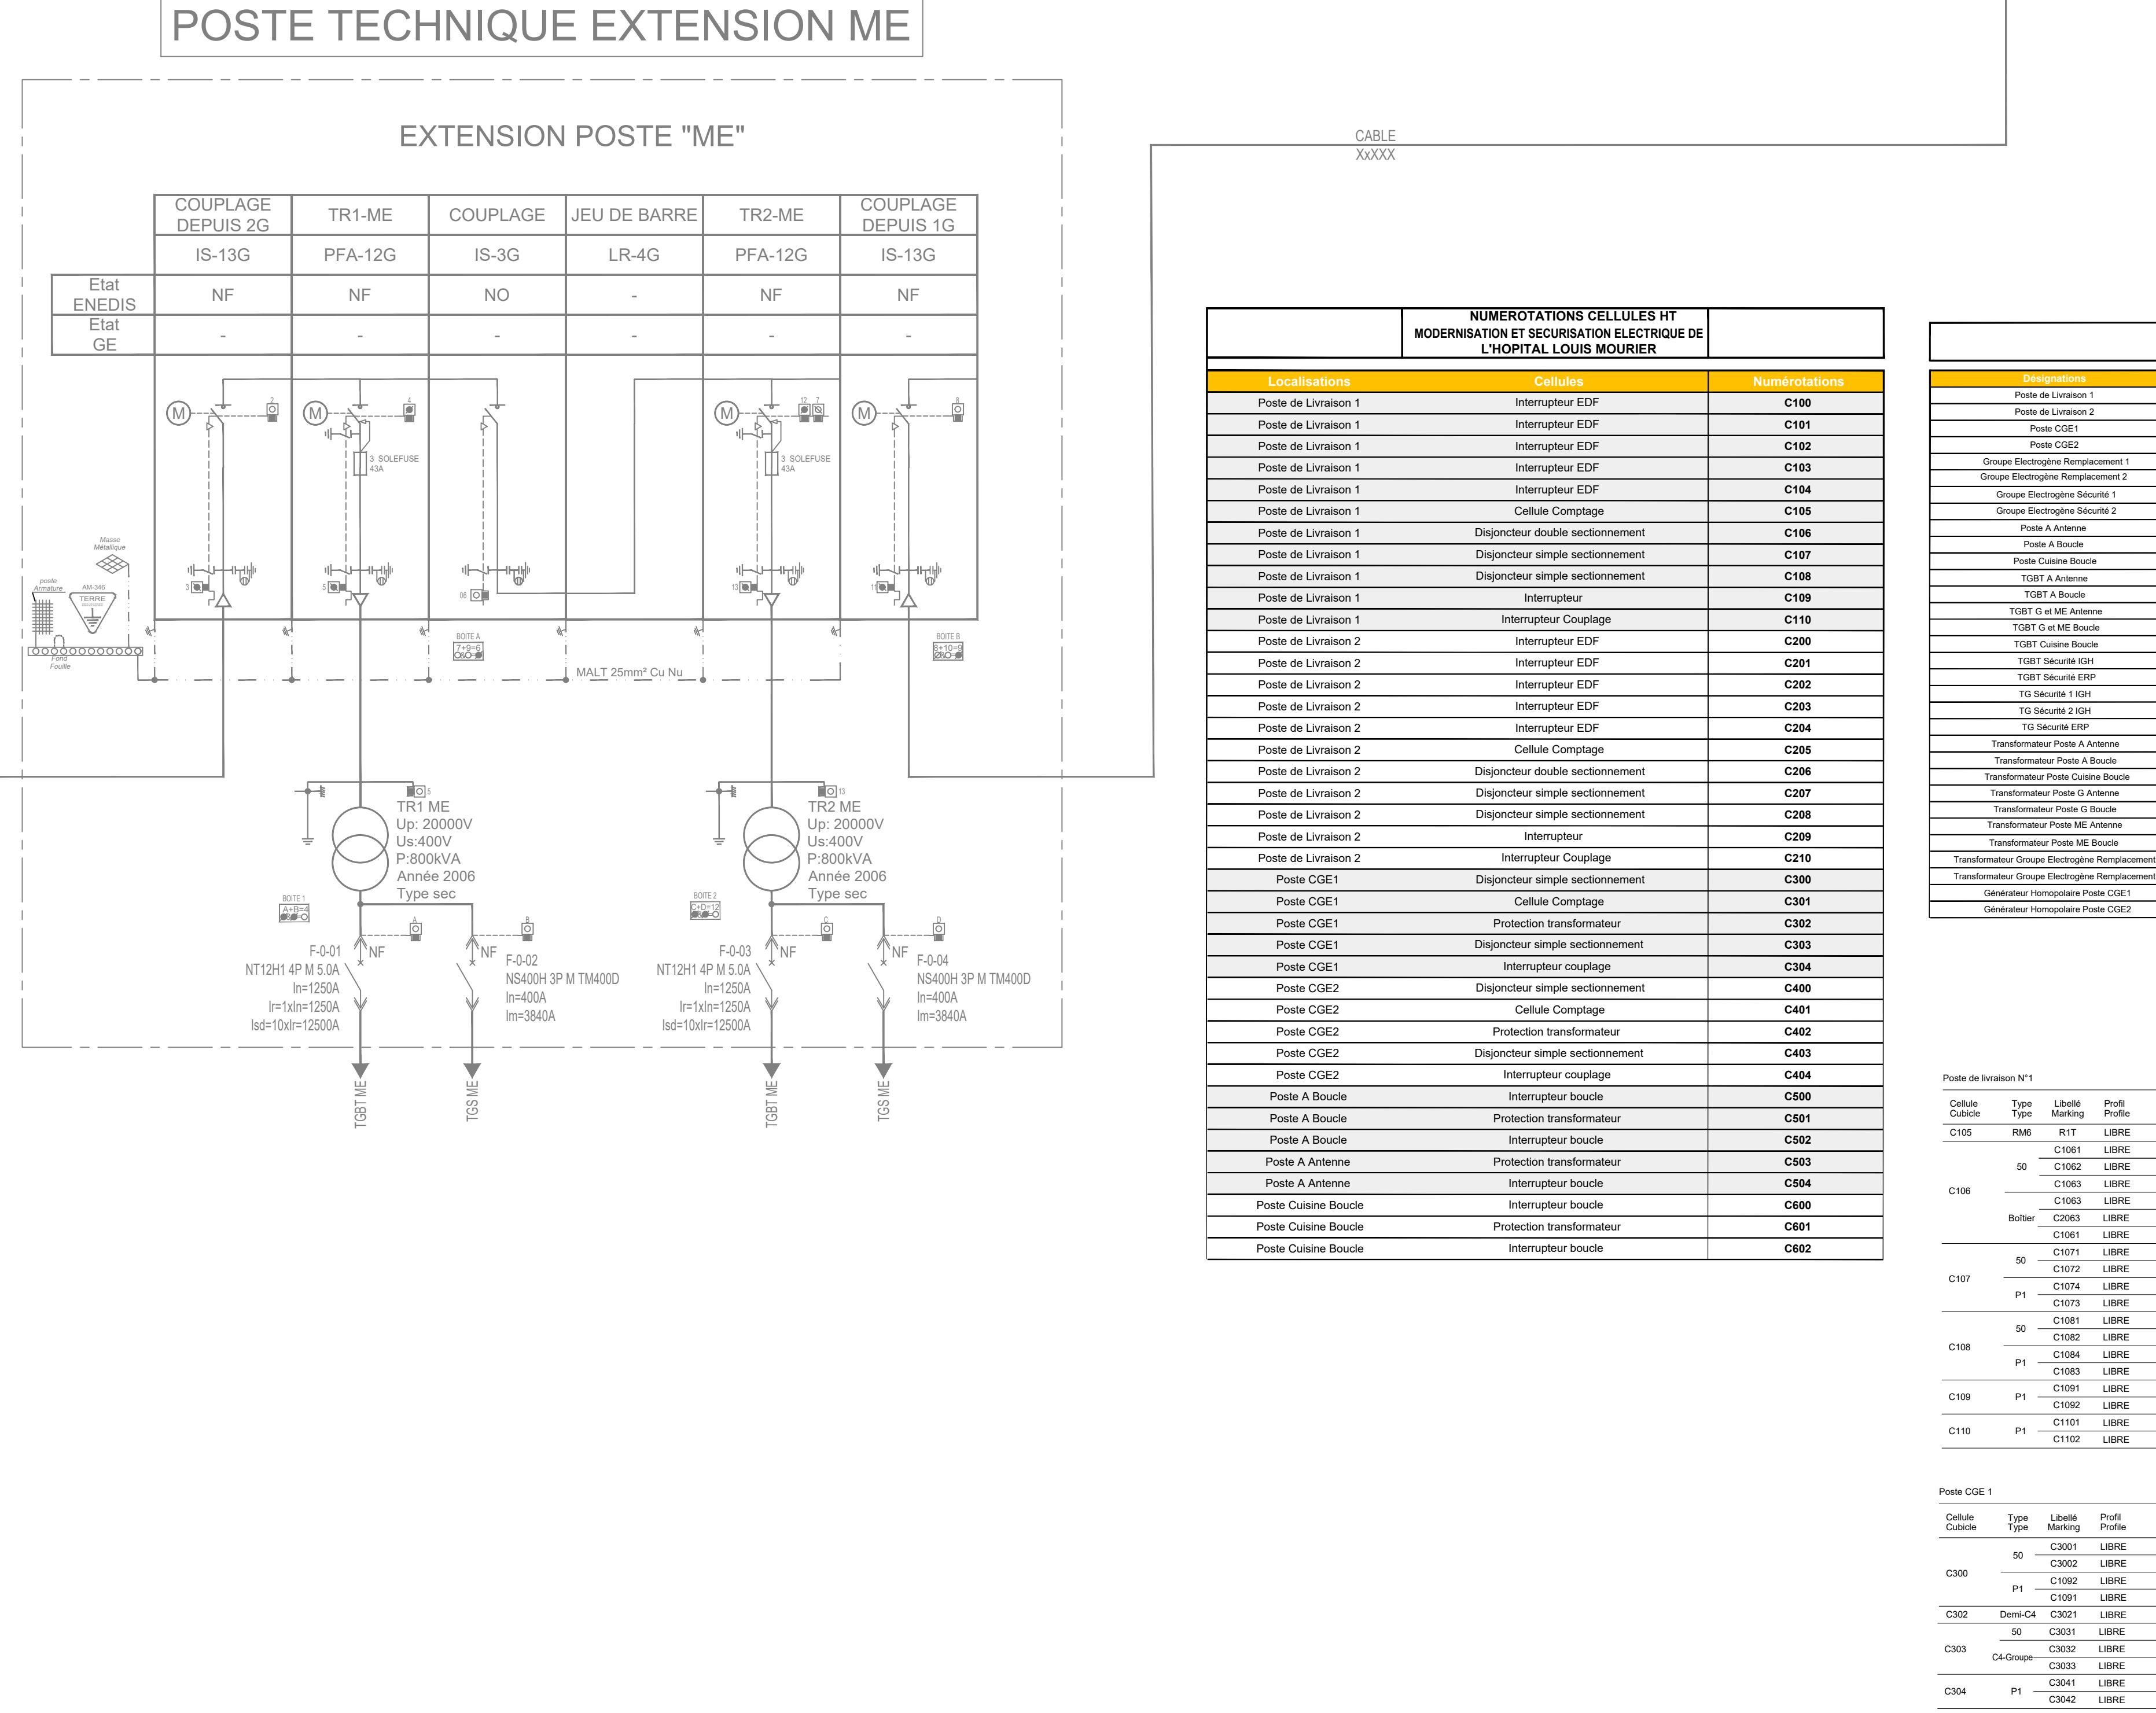 POSTE TECHNIQUE EXTENSION ME
EXTENSION POSTE "ME"
CABLE
XxXXX
COUPLAGE DEPUIS 2G TR1-ME COUPLAGE JEU DE BARRE TR2-ME COUPLAGE DEPUIS 1G
IS-13G PFA-12G IS-3G LR-4G PFA-12G IS-13G
Etat ENEDIS NF NF NO - NF NF
Etat GE - - - - - -
M 2 M 4 M 12 7 M 8
3 SOLEFUSE
43A
3 SOLEFUSE
43A
Masse
Métallique
poste
Armature
AM-346
TERRE
Fond
Fouille
3 5 06 13 11
BOITE A
7+9=6
BOITE B
8+10=9
MALT 25mm² Cu Nu
5
TR1 ME
Up: 20000V
Us:400V
P:800kVA
Année 2006
Type sec
13
TR2 ME
Up: 20000V
Us:400V
P:800kVA
Année 2006
Type sec
BOITE 1
A+B=4
BOITE 2
C+D=12
A B C D
F-0-01
NT12H1 4P M 5.0A
In=1250A
Ir=1xIn=1250A
Isd=10xIr=12500A
NF
NF
F-0-02
NS400H 3P M TM400D
In=400A
Im=3840A
F-0-03
NT12H1 4P M 5.0A
In=1250A
Ir=1xIn=1250A
Isd=10xIr=12500A
NF
NF
F-0-04
NS400H 3P M TM400D
In=400A
Im=3840A
TGBT ME
TGS ME
TGBT ME
TGS ME
NUMEROTATIONS CELLULES HT
MODERNISATION ET SECURISATION ELECTRIQUE DE
L'HOPITAL LOUIS MOURIER
Localisations Cellules Numérotations
Poste de Livraison 1 Interrupteur EDF C100
Poste de Livraison 1 Interrupteur EDF C101
Poste de Livraison 1 Interrupteur EDF C102
Poste de Livraison 1 Interrupteur EDF C103
Poste de Livraison 1 Interrupteur EDF C104
Poste de Livraison 1 Cellule Comptage C105
Poste de Livraison 1 Disjoncteur double sectionnement C106
Poste de Livraison 1 Disjoncteur simple sectionnement C107
Poste de Livraison 1 Disjoncteur simple sectionnement C108
Poste de Livraison 1 Interrupteur C109
Poste de Livraison 1 Interrupteur Couplage C110
Poste de Livraison 2 Interrupteur EDF C200
Poste de Livraison 2 Interrupteur EDF C201
Poste de Livraison 2 Interrupteur EDF C202
Poste de Livraison 2 Interrupteur EDF C203
Poste de Livraison 2 Interrupteur EDF C204
Poste de Livraison 2 Cellule Comptage C205
Poste de Livraison 2 Disjoncteur double sectionnement C206
Poste de Livraison 2 Disjoncteur simple sectionnement C207
Poste de Livraison 2 Disjoncteur simple sectionnement C208
Poste de Livraison 2 Interrupteur C209
Poste de Livraison 2 Interrupteur Couplage C210
Poste CGE1 Disjoncteur simple sectionnement C300
Poste CGE1 Cellule Comptage C301
Poste CGE1 Protection transformateur C302
Poste CGE1 Disjoncteur simple sectionnement C303
Poste CGE1 Interrupteur couplage C304
Poste CGE2 Disjoncteur simple sectionnement C400
Poste CGE2 Cellule Comptage C401
Poste CGE2 Protection transformateur C402
Poste CGE2 Disjoncteur simple sectionnement C403
Poste CGE2 Interrupteur couplage C404
Poste A Boucle Interrupteur boucle C500
Poste A Boucle Protection transformateur C501
Poste A Boucle Interrupteur boucle C502
Poste A Antenne Protection transformateur C503
Poste A Antenne Interrupteur boucle C504
Poste Cuisine Boucle Interrupteur boucle C600
Poste Cuisine Boucle Protection transformateur C601
Poste Cuisine Boucle Interrupteur boucle C602
Désignations
Poste de Livraison 1
Poste de Livraison 2
Poste CGE1
Poste CGE2
Groupe Electrogène Remplacement 1
Groupe Electrogène Remplacement 2
Groupe Electrogène Sécurité 1
Groupe Electrogène Sécurité 2
Poste A Antenne
Poste A Boucle
Poste Cuisine Boucle
TGBT A Antenne
TGBT A Boucle
TGBT G et ME Antenne
TGBT G et ME Boucle
TGBT Cuisine Boucle
TGBT Sécurité IGH
TGBT Sécurité ERP
TG Sécurité 1 IGH
TG Sécurité 2 IGH
TG Sécurité ERP
Transformateur Poste A Antenne
Transformateur Poste A Boucle
Transformateur Poste Cuisine Boucle
Transformateur Poste G Antenne
Transformateur Poste G Boucle
Transformateur Poste ME Antenne
Transformateur Poste ME Boucle
Transformateur Groupe Electrogène Remplacement
Transformateur Groupe Electrogène Remplacement
Générateur Homopolaire Poste CGE1
Générateur Homopolaire Poste CGE2
Poste de livraison N°1
Cellule Type Libellé Profil
Cubicle Type Marking Profile
C105 RM6 R1T LIBRE
C106 50 C1061 LIBRE
C1062 LIBRE
C1063 LIBRE
Boîtier C1063 LIBRE
C2063 LIBRE
C1061 LIBRE
C107 50 C1071 LIBRE
C1072 LIBRE
P1 C1074 LIBRE
C1073 LIBRE
C108 50 C1081 LIBRE
C1082 LIBRE
P1 C1084 LIBRE
C1083 LIBRE
C109 P1 C1091 LIBRE
C1092 LIBRE
C110 P1 C1101 LIBRE
C1102 LIBRE
Poste CGE 1
Cellule Type Libellé Profil
Cubicle Type Marking Profile
C300 50 C3001 LIBRE
C3002 LIBRE
P1 C1092 LIBRE
C1091 LIBRE
C302 Demi-C4 C3021 LIBRE
C303 50 C3031 LIBRE
C4-Groupe C3032 LIBRE
C3033 LIBRE
C304 P1 C3041 LIBRE
C3042 LIBRE